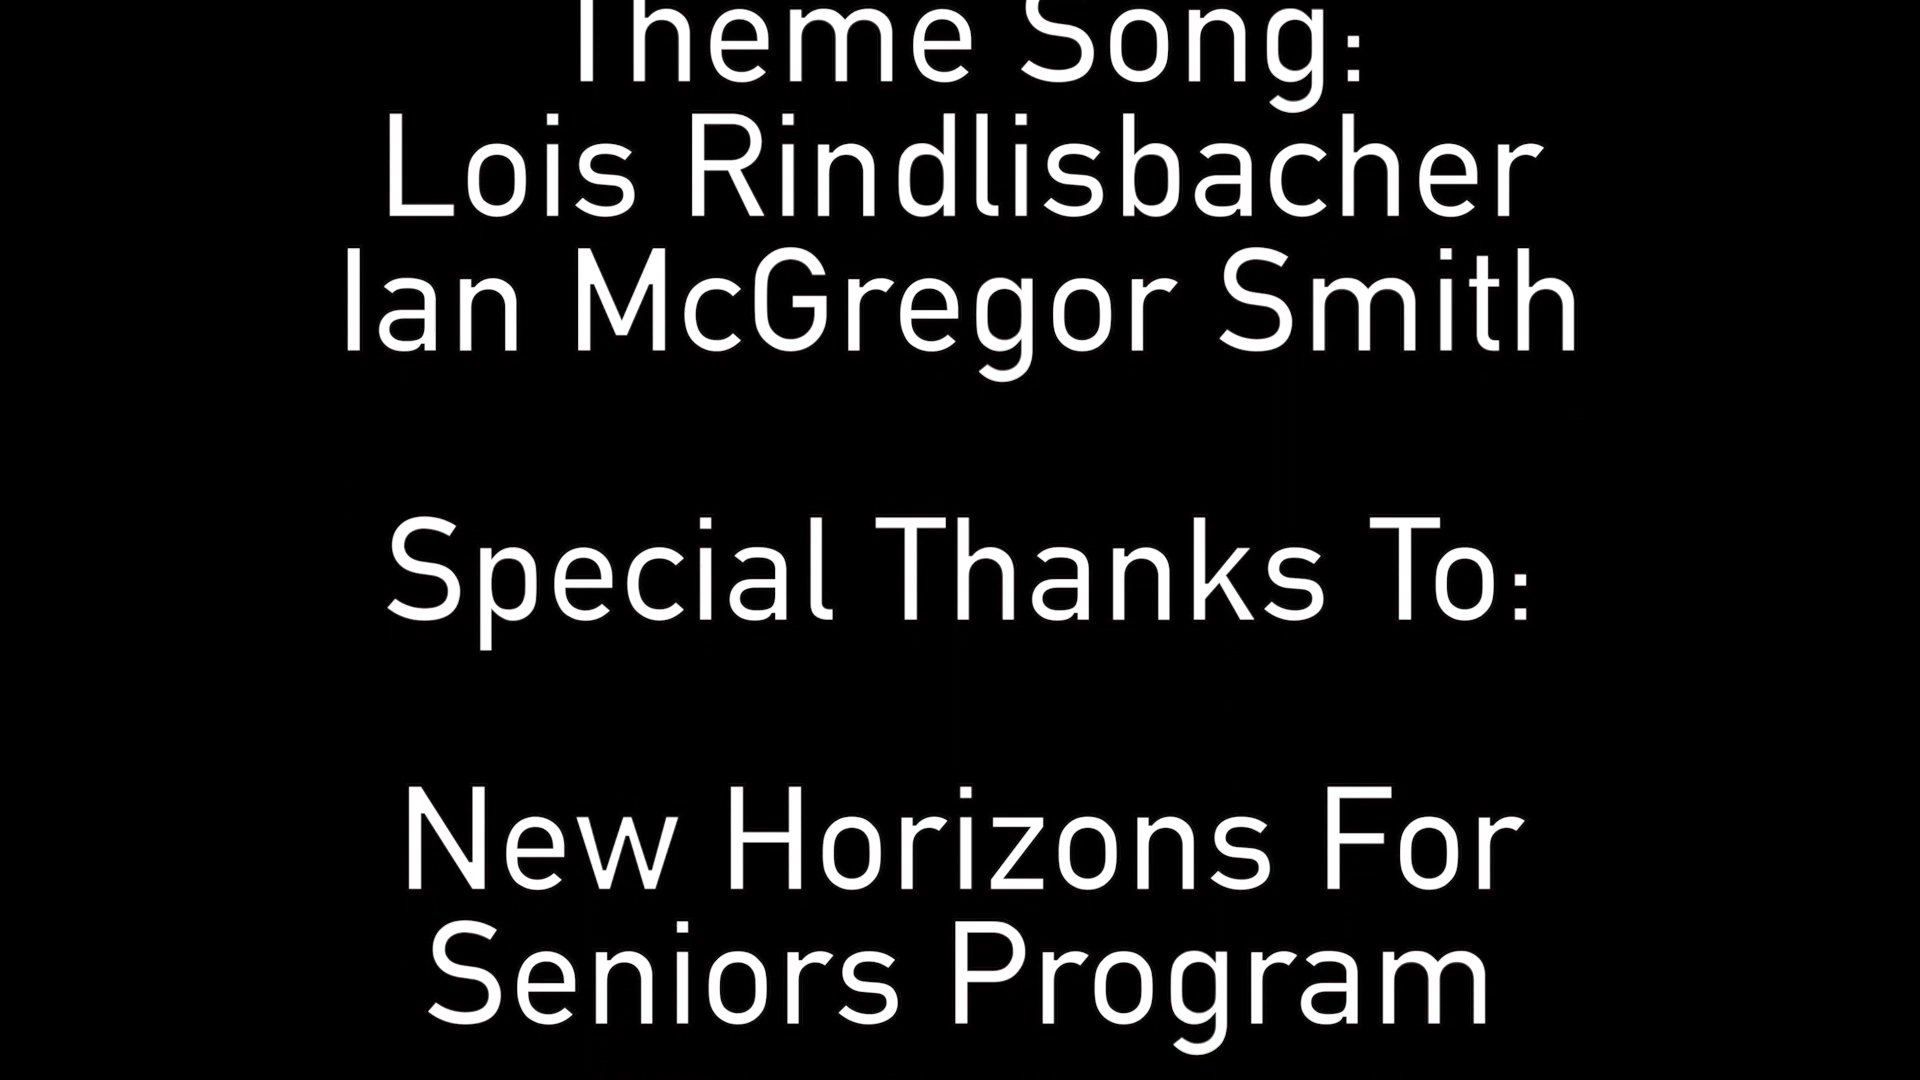 Theme Song:
Lois Rindlisbacher
Ian McGregor Smith
Special Thanks To:
New Horizons For
Seniors Program